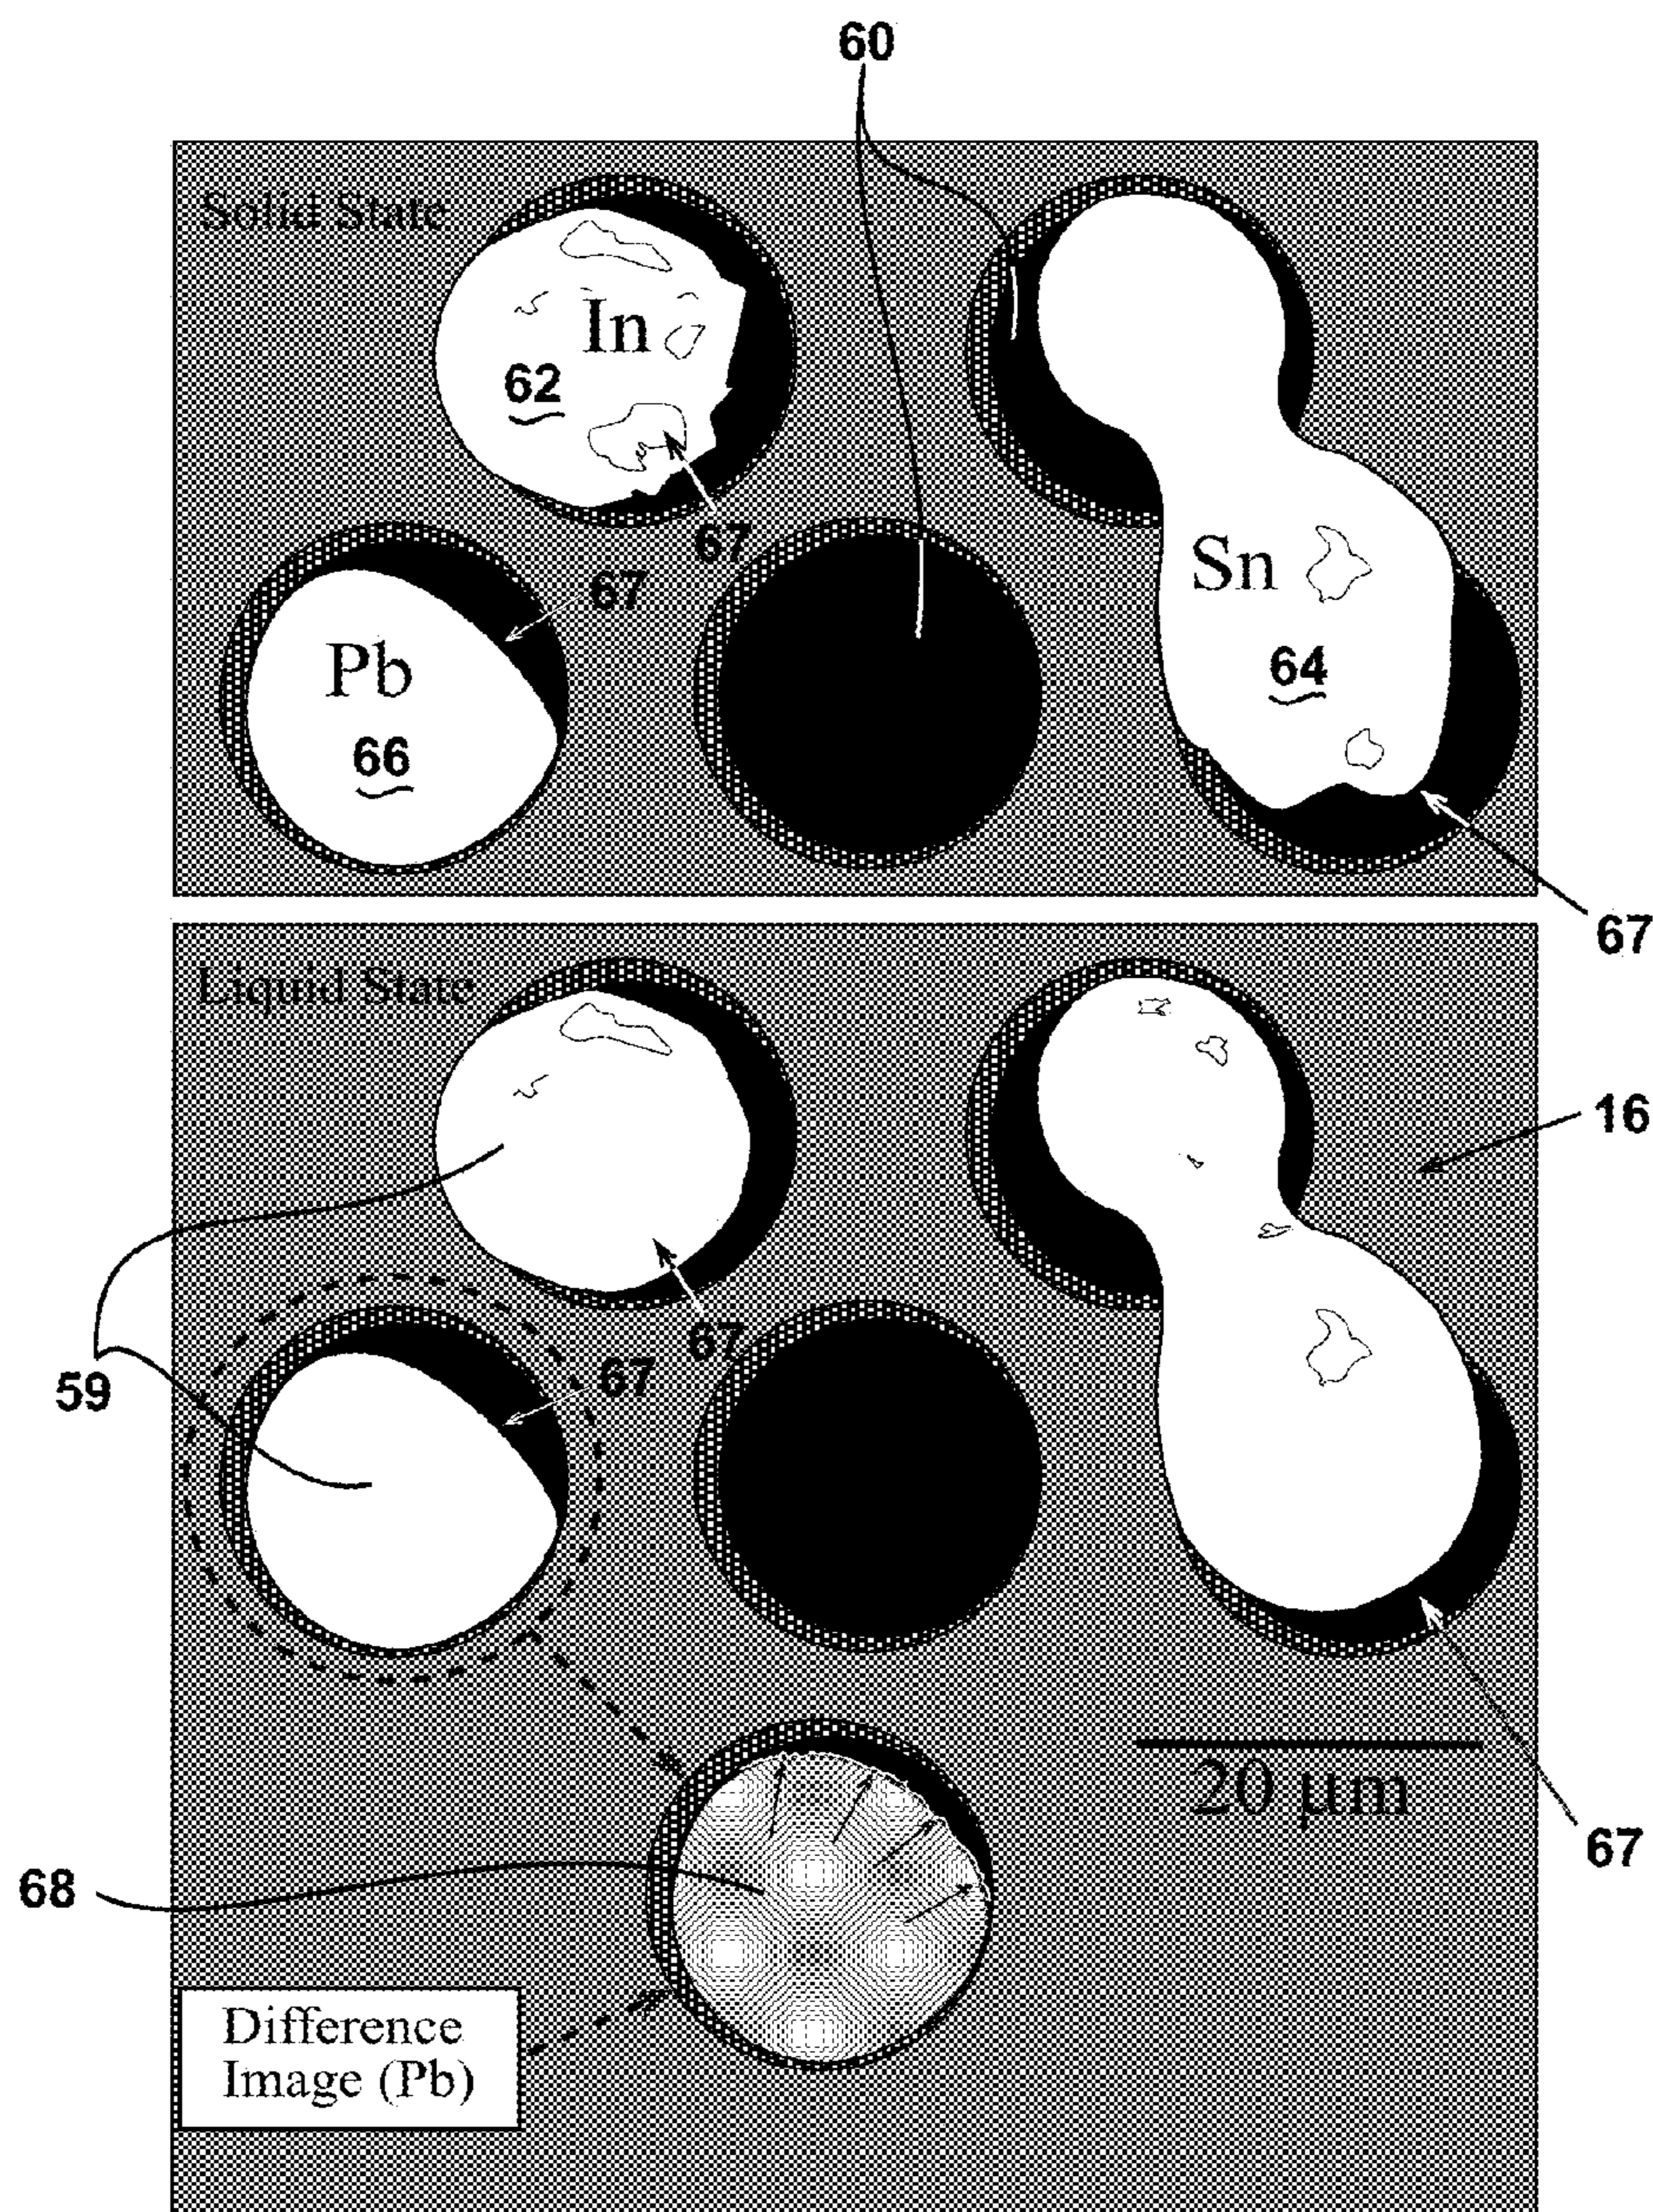 60
Solid State
In
62
67
67
Sn
Pb
64
66
67
Liquid State
16
67
67
59
20 µm
67
68
Difference
Image (Pb)